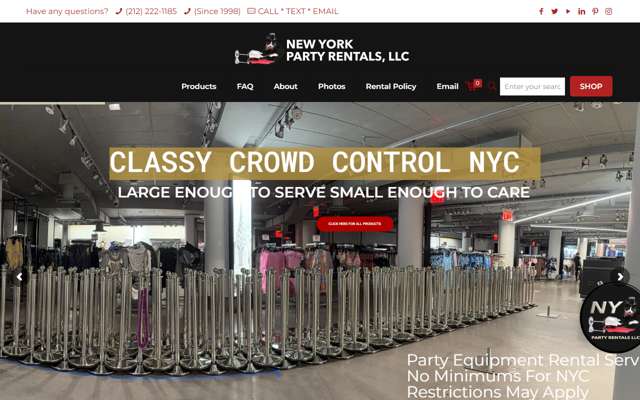 Have any questions? (212) 222-1185 (Since 1998) CALL * TEXT * EMAIL
NEW YORK
PARTY RENTALS, LLC
Products FAQ About Photos Rental Policy Email 0 Enter your searc SHOP
CLASSY CROWD CONTROL NYC
LARGE ENOUGH TO SERVE SMALL ENOUGH TO CARE
CLICK HERE FOR ALL PRODUCTS
NY
PARTY RENTALS LLC
Party Equipment Rental Serv
No Minimums For NYC
Restrictions May Apply